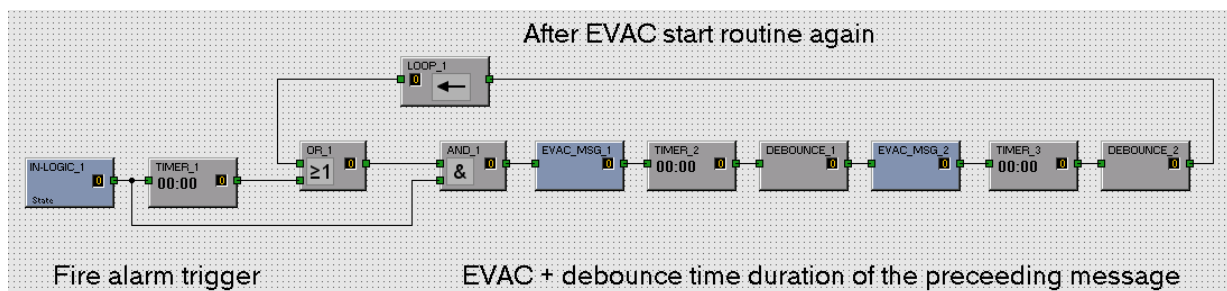 After EVAC start routine again
LOOP_1
0
OR_1
0
≥1
AND_1
0
&
EVAC_MSG_1
0
TIMER_2
00:00
0
DEBOUNCE_1
0
EVAC_MSG_2
0
TIMER_3
00:00
0
DEBOUNCE_2
0
IN-LOGIC_1
0
State
TIMER_1
00:00
0
Fire alarm trigger
EVAC + debounce time duration of the preceeding message